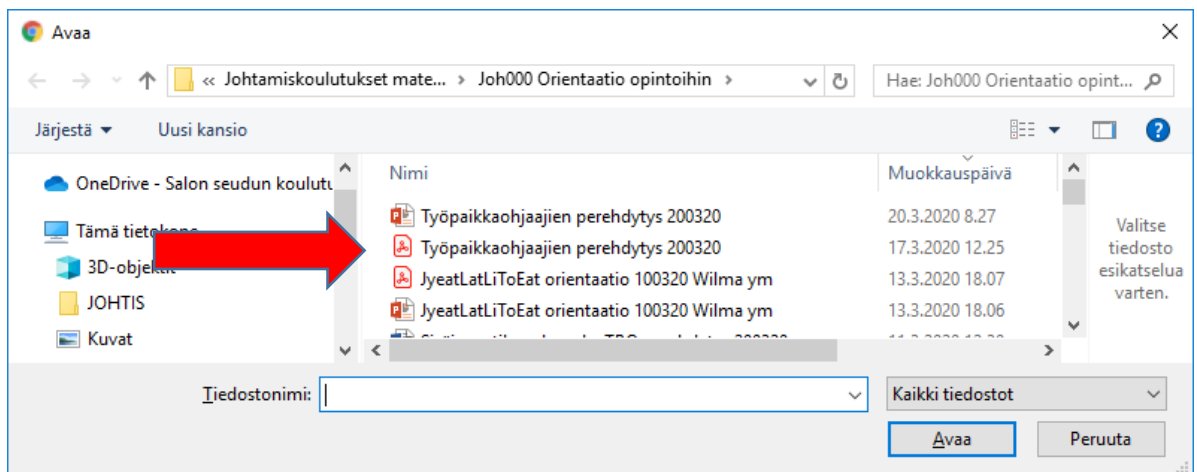 Avaa
« Johtamiskoulutukset mate... › Joh000 Orientaatio opintoihin ›
Hae: Joh000 Orientaatio opint...
Järjestä
Uusi kansio
OneDrive - Salon seudun koulutu
Tämä tietokone
3D-objektit
JOHTIS
Kuvat
Nimi
Muokkauspäivä
Työpaikkaohjaajien perehdytys 200320
20.3.2020 8.27
Työpaikkaohjaajien perehdytys 200320
17.3.2020 12.25
JyeatLatLiToEat orientaatio 100320 Wilma ym
13.3.2020 18.07
JyeatLatLiToEat orientaatio 100320 Wilma ym
13.3.2020 18.06
Valitse
tiedosto
esikatselua
varten.
Tiedostonimi:
Kaikki tiedostot
Avaa
Peruuta